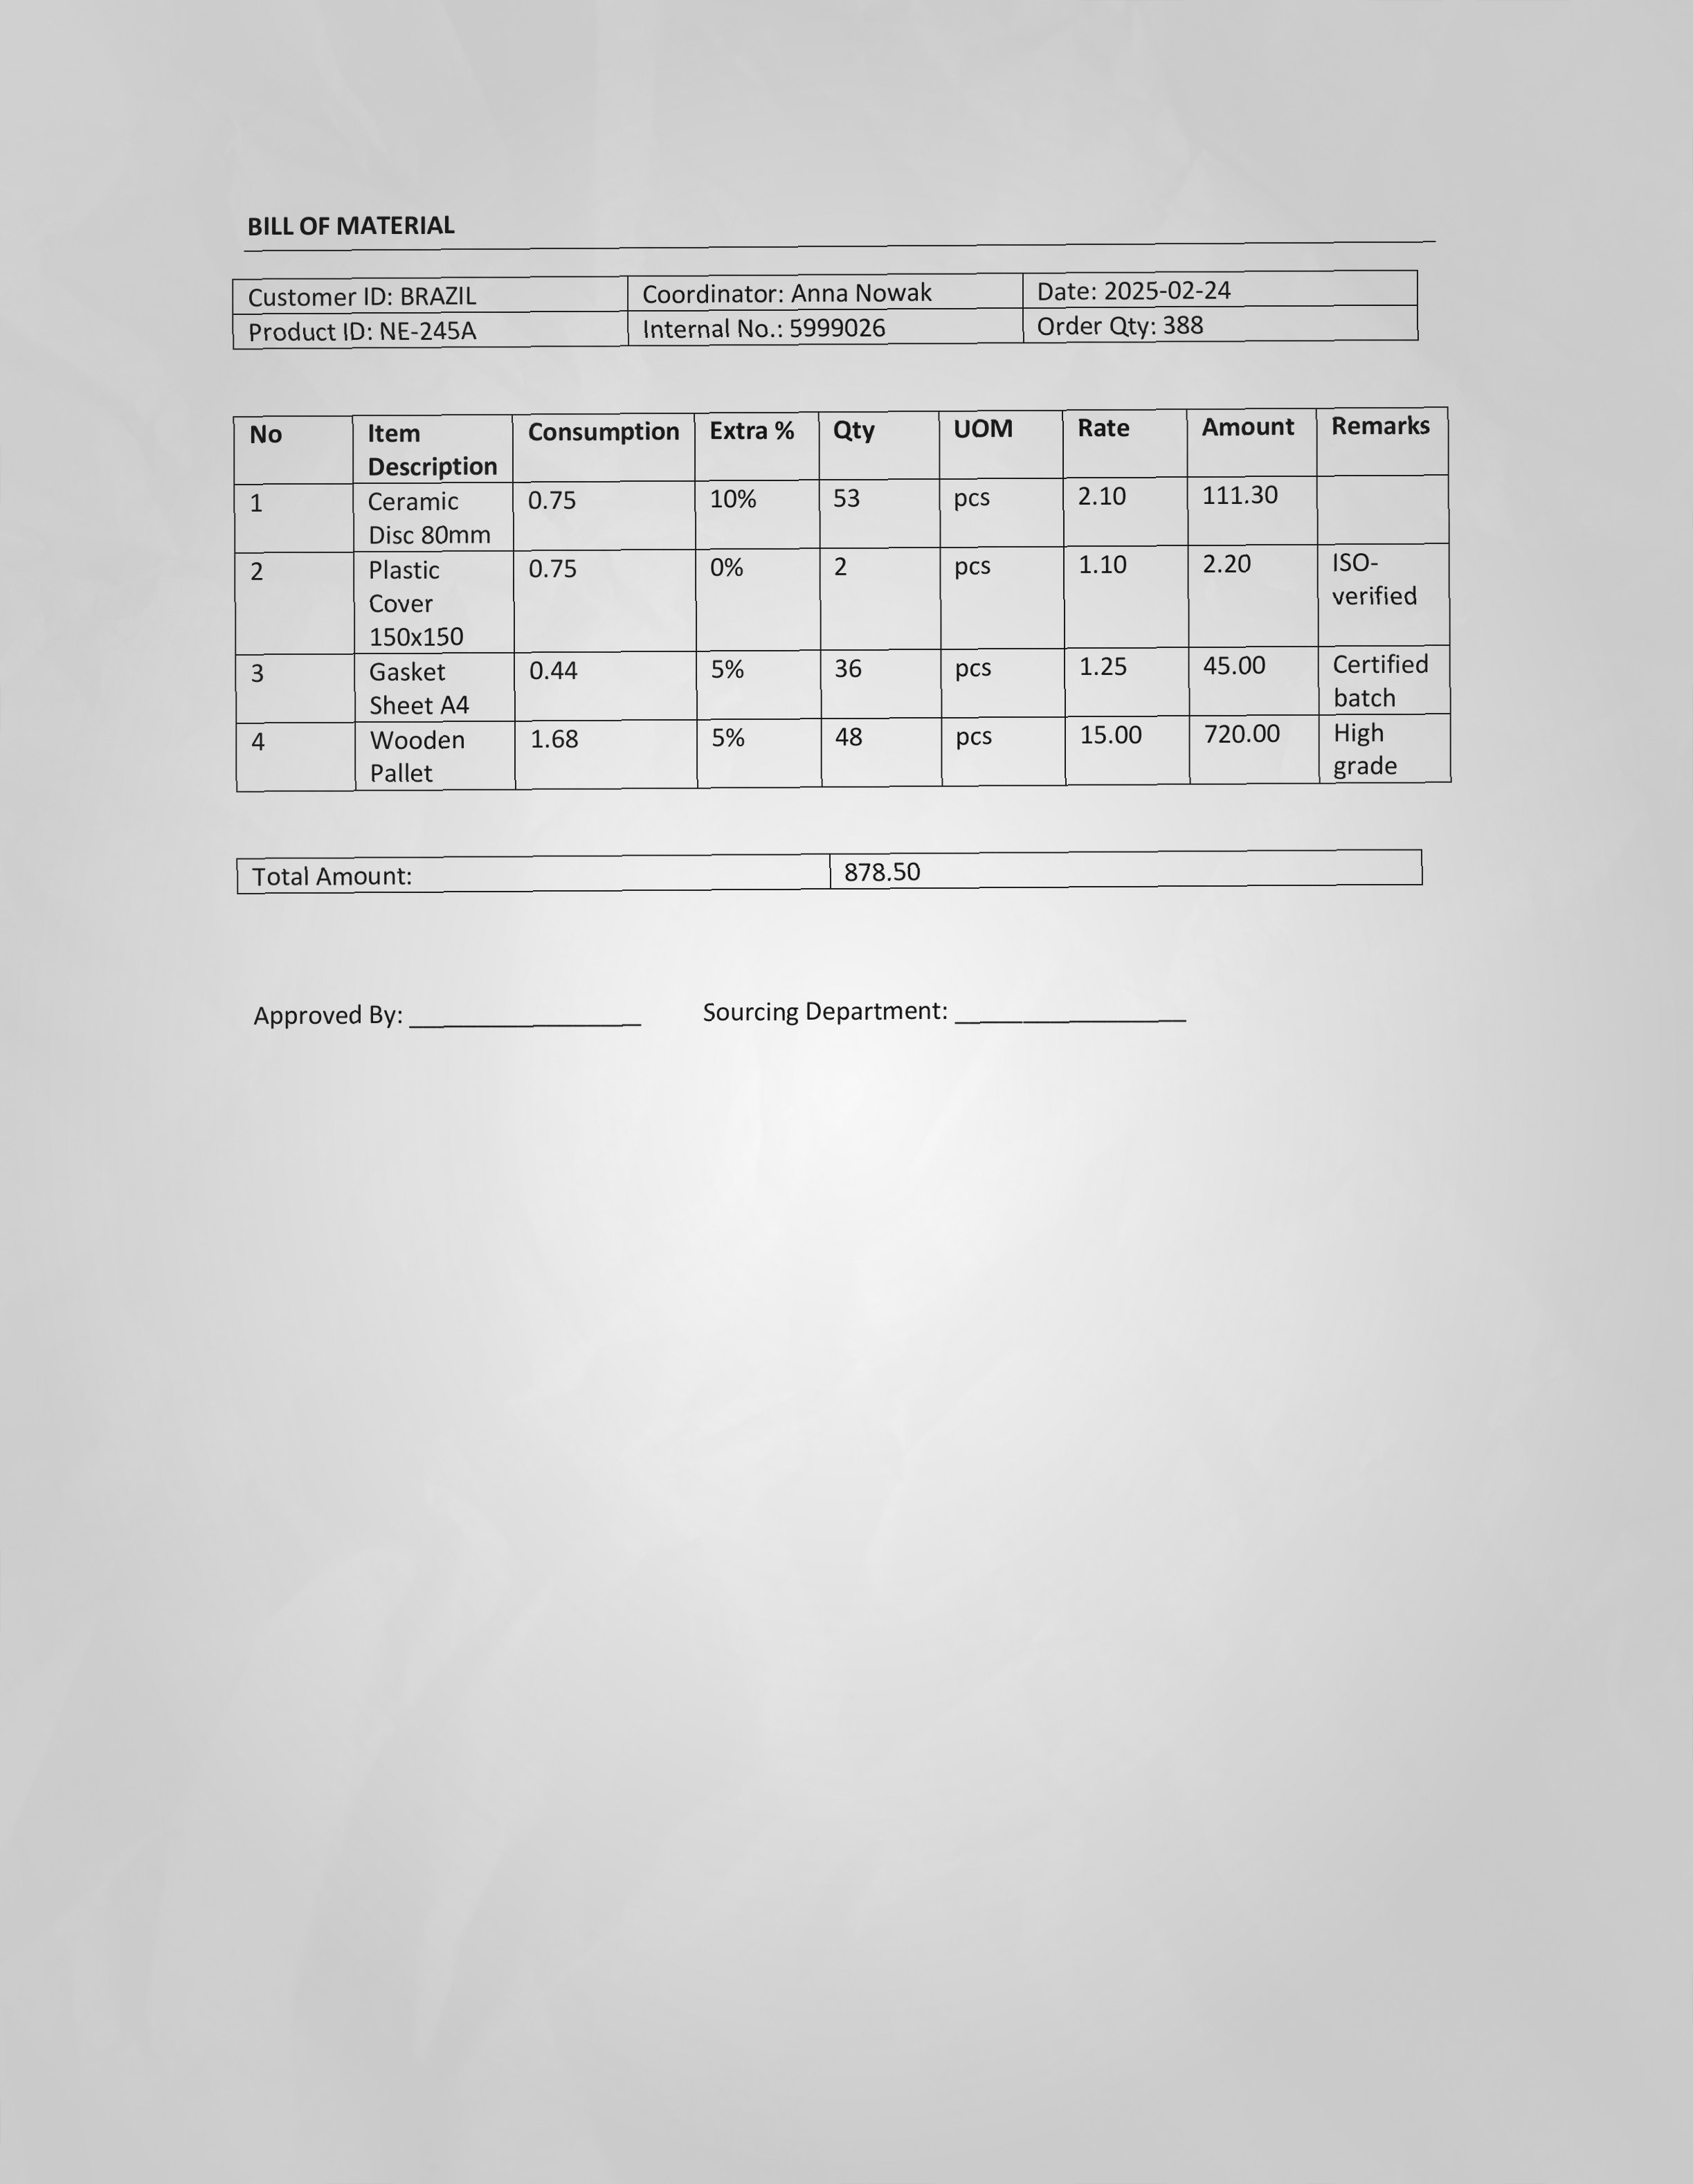 BILL OF MATERIAL
Customer ID: BRAZIL Coordinator: Anna Nowak Date: 2025-02-24
Product ID: NE-245A Internal No.: 5999026 Order Qty: 388
No Item Description Consumption Extra % Qty UOM Rate Amount Remarks
1 Ceramic Disc 80mm 0.75 10% 53 pcs 2.10 111.30
2 Plastic Cover 150x150 0.75 0% 2 pcs 1.10 2.20 ISO-verified
3 Gasket Sheet A4 0.44 5% 36 pcs 1.25 45.00 Certified batch
4 Wooden Pallet 1.68 5% 48 pcs 15.00 720.00 High grade
Total Amount: 878.50
Approved By: _________________ Sourcing Department: _________________